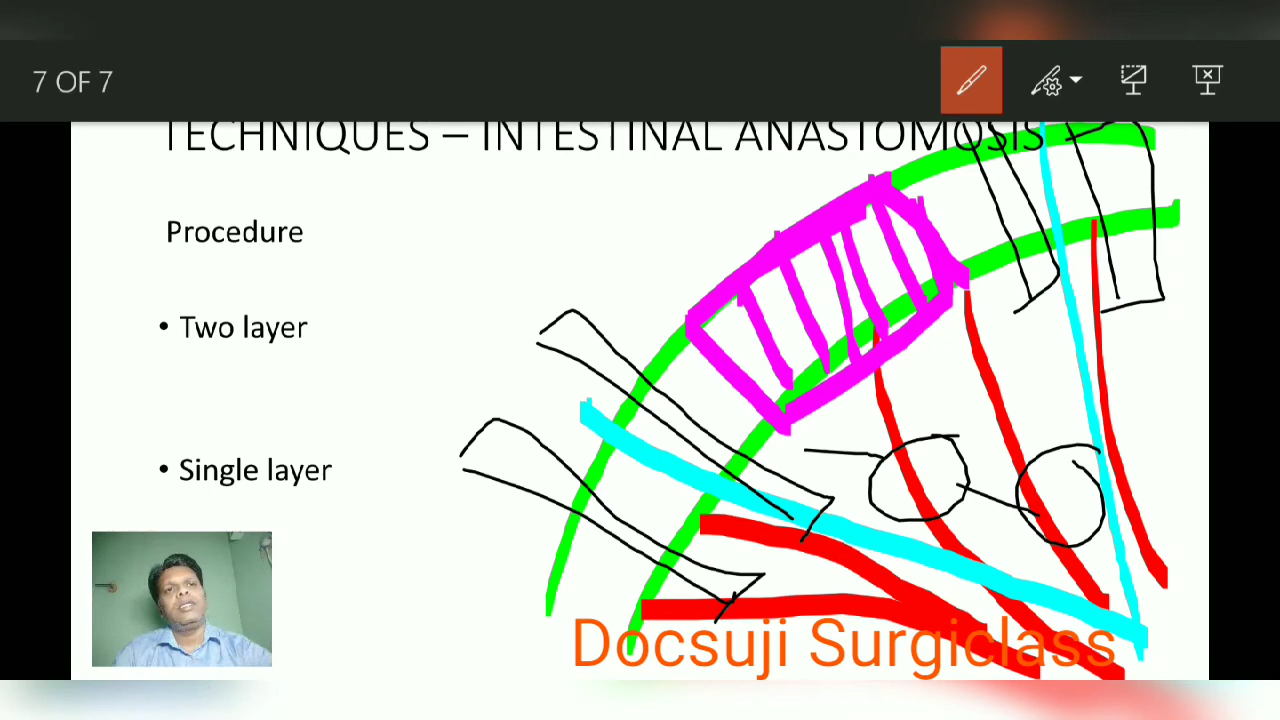 7 OF 7
TECHNIQUES – INTESTINAL ANASTOMOSIS
Procedure
• Two layer
• Single layer
Docsuji Surgiclass